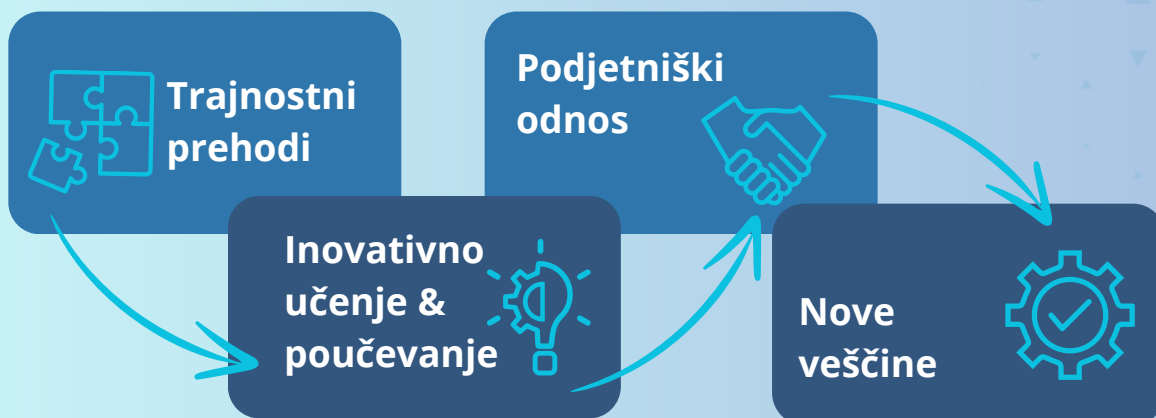 Trajnostni
prehodi
Inovativno
učenje &
poučevanje
Podjetniški
odnos
Nove
veščine